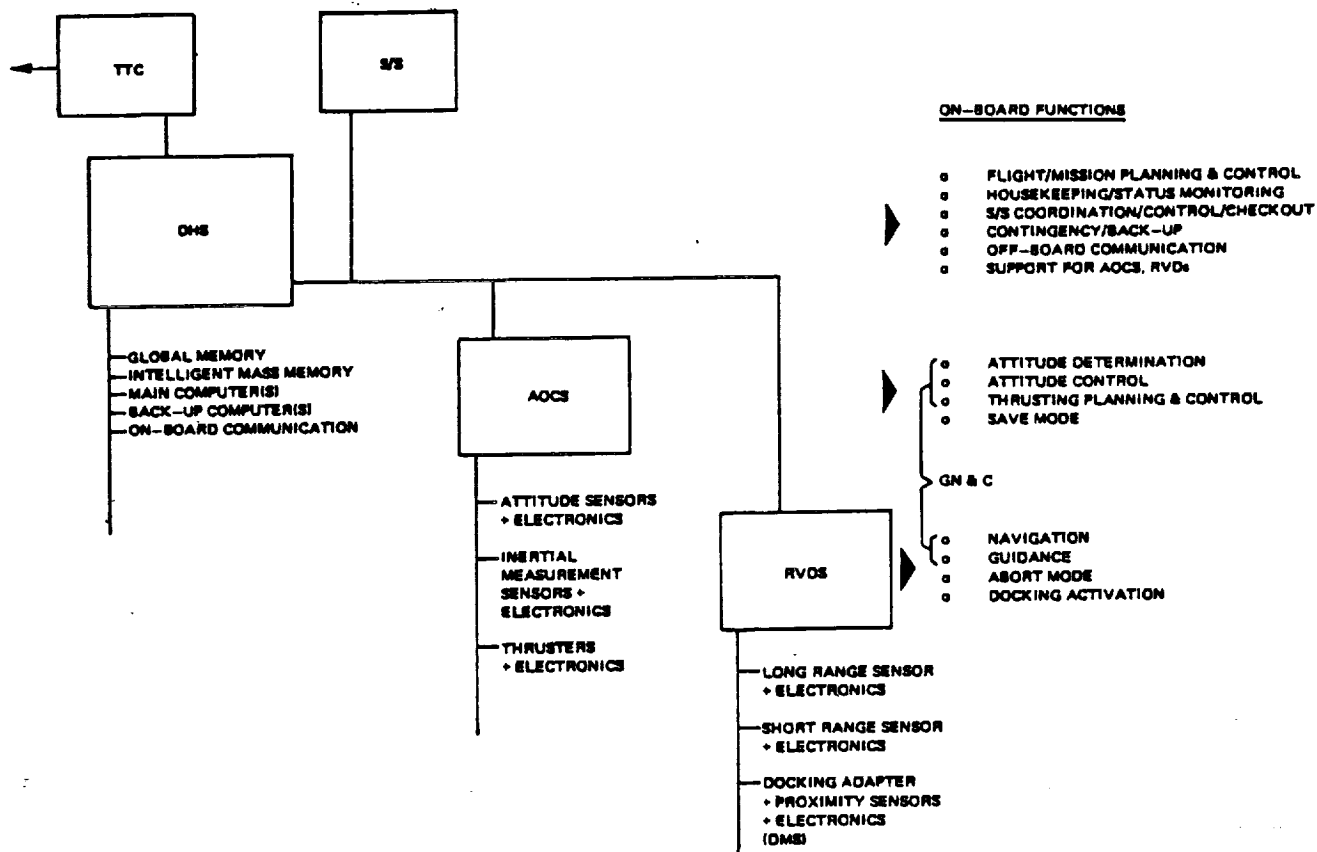 TTC
S/S
DHS
GLOBAL MEMORY
INTELLIGENT MASS MEMORY
MAIN COMPUTER(S)
BACK-UP COMPUTER(S)
ON-BOARD COMMUNICATION
AOCS
ATTITUDE SENSORS
+ ELECTRONICS
INERTIAL
MEASUREMENT
SENSORS +
ELECTRONICS
THRUSTERS
+ ELECTRONICS
RVDS
LONG RANGE SENSOR
+ ELECTRONICS
SHORT RANGE SENSOR
+ ELECTRONICS
DOCKING ADAPTER
+ PROXIMITY SENSORS
+ ELECTRONICS
(DMS)
ON-BOARD FUNCTIONS
o FLIGHT/MISSION PLANNING & CONTROL
o HOUSEKEEPING/STATUS MONITORING
o S/S COORDINATION/CONTROL/CHECKOUT
o CONTINGENCY/BACK-UP
o OFF-BOARD COMMUNICATION
o SUPPORT FOR AOCS, RVDs
o ATTITUDE DETERMINATION
o ATTITUDE CONTROL
o THRUSTING PLANNING & CONTROL
o SAVE MODE
GN & C
o NAVIGATION
o GUIDANCE
o ABORT MODE
o DOCKING ACTIVATION